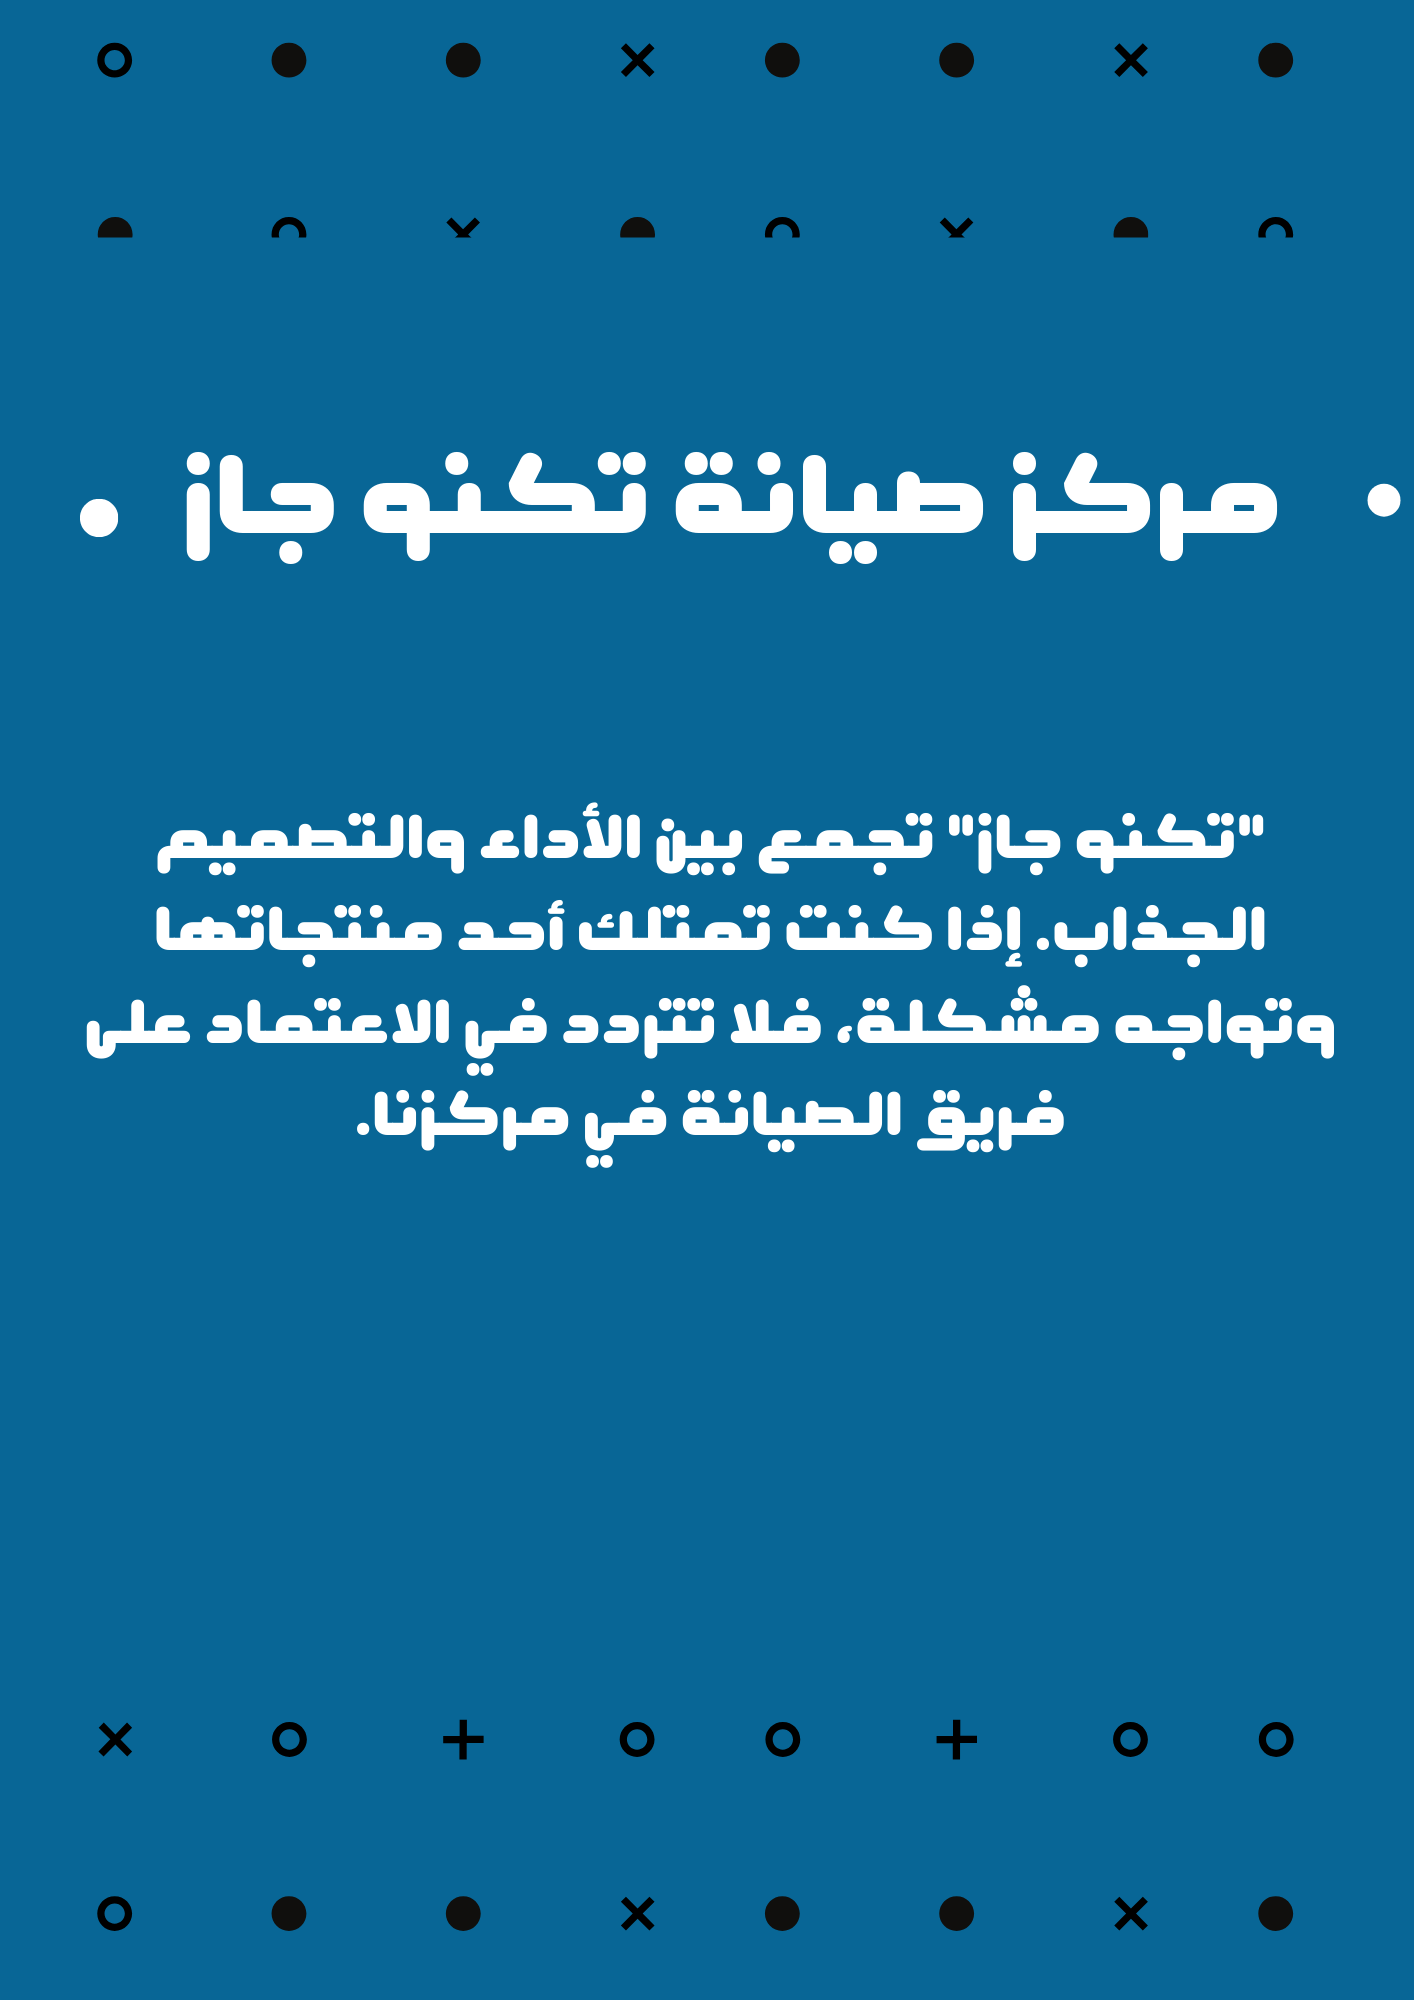 مركز صيانة تكنو جاز
"تكنو جاز" تجمع بين الأداء والتصميم
الجذاب. إذا كنت تمتلك أحد منتجاتها
وتواجه مشكلة، فلا تتردد في الاعتماد على
فريق الصيانة في مركزنا.